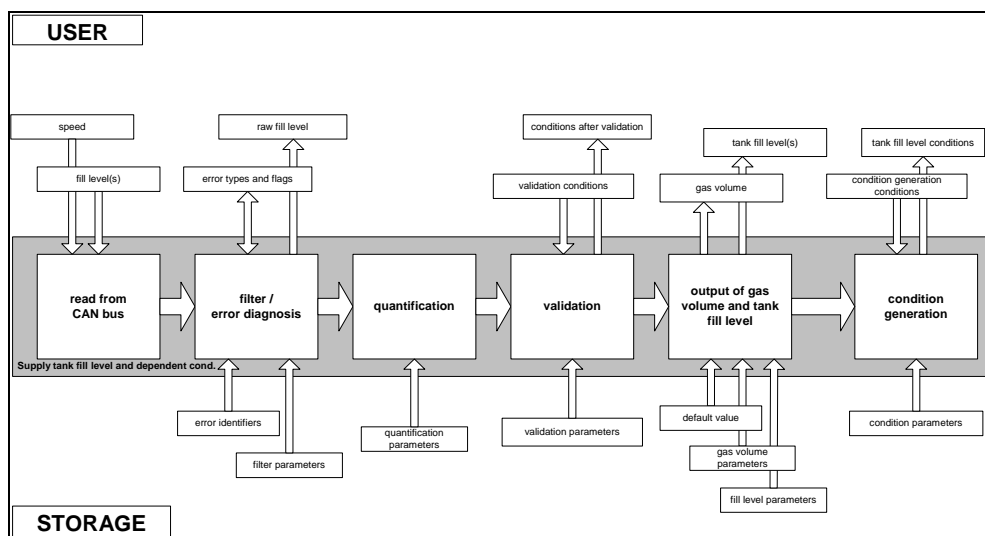 USER
speed
raw fill level
conditions after validation
tank fill level(s)
tank fill level conditions
fill level(s)
error types and flags
validation conditions
gas volume
condition generation
conditions
read from
CAN bus
filter /
error diagnosis
quantification
validation
output of gas
volume and tank
fill level
condition
generation
Supply tank fill level and dependent cond.
error identifiers
quantification
parameters
validation parameters
default value
condition parameters
filter parameters
gas volume
parameters
fill level parameters
STORAGE